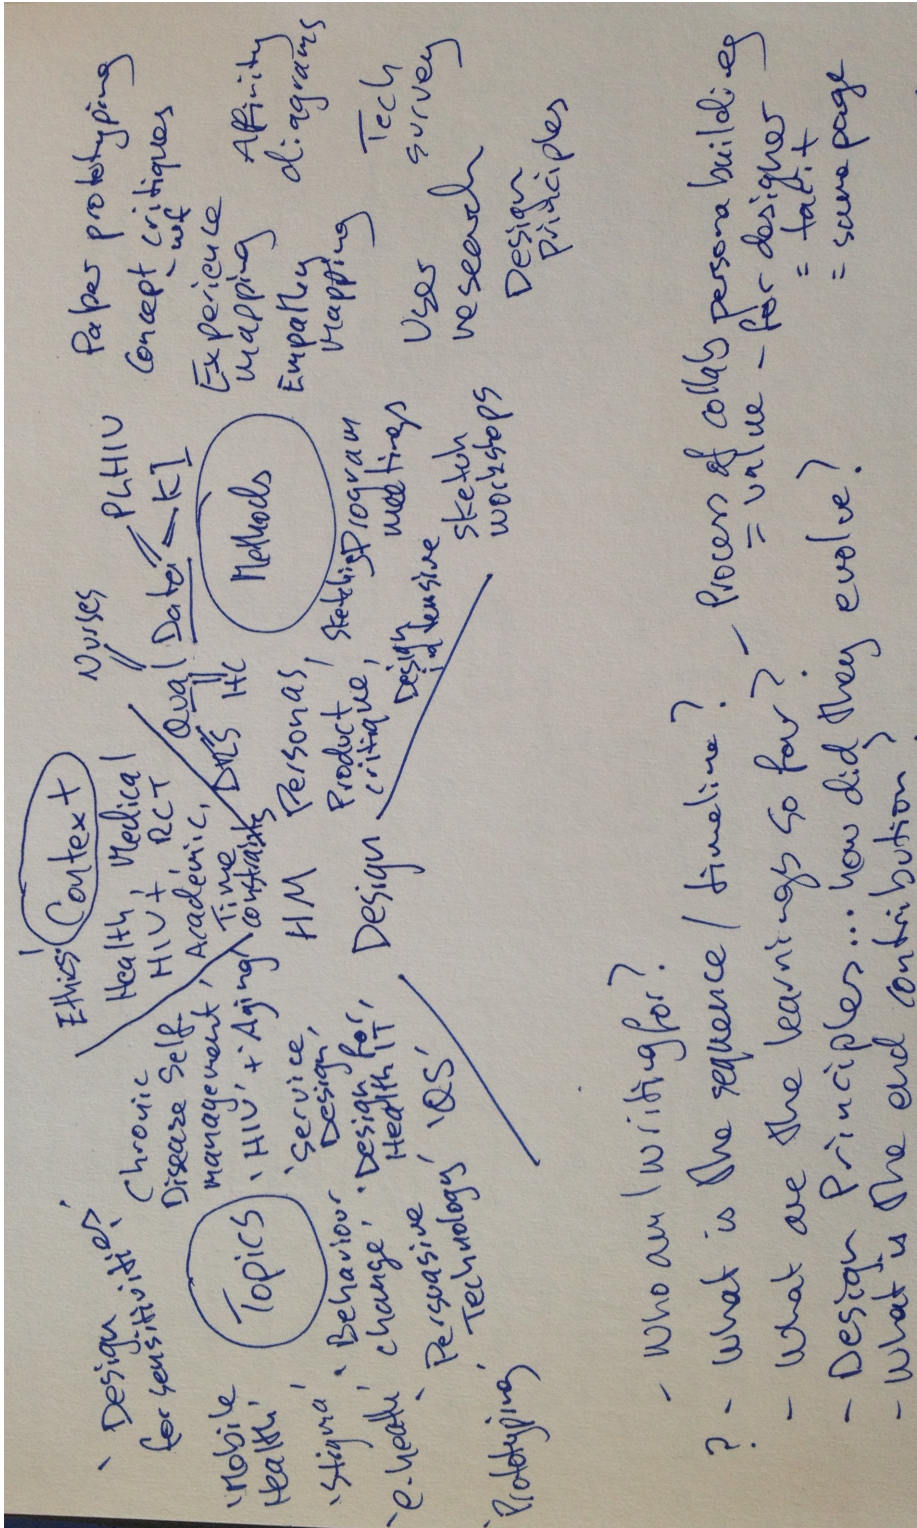 Ethics
Context
Health, Medical
HIV+, RCT
Academic,
Time
constraints
'Design
for sensitivities'
Chronic
Disease Self
management'
'HIV + Aging'
'Service
Design,
'Design for
Health IT'
'QS'
Topics
'Mobile
Health'
'Stigma'
'Behaviour
change'
'e-health'
'Persuasive
Technology'
'Prototyping'
HM
Design
Nurses
PLHIV
Qual Data
KI
DRS HC
Methods
Personas,
Product
critique,
Sketching
Program
meetings
Design
intensive
Sketch
workshops
Paper prototyping
Concept critiques
Experience
mapping
Empathy
mapping
Affinity
diagrams
Tech
survey
User
research
Design
principles
- Who am I writing for?
? - What is the sequence / timeline?
- What are the learnings so far?
- Process of collab persona building
= value - for designer
= tacit
= same page
- Design Principles... how did they evolve?
- What is the end contribution